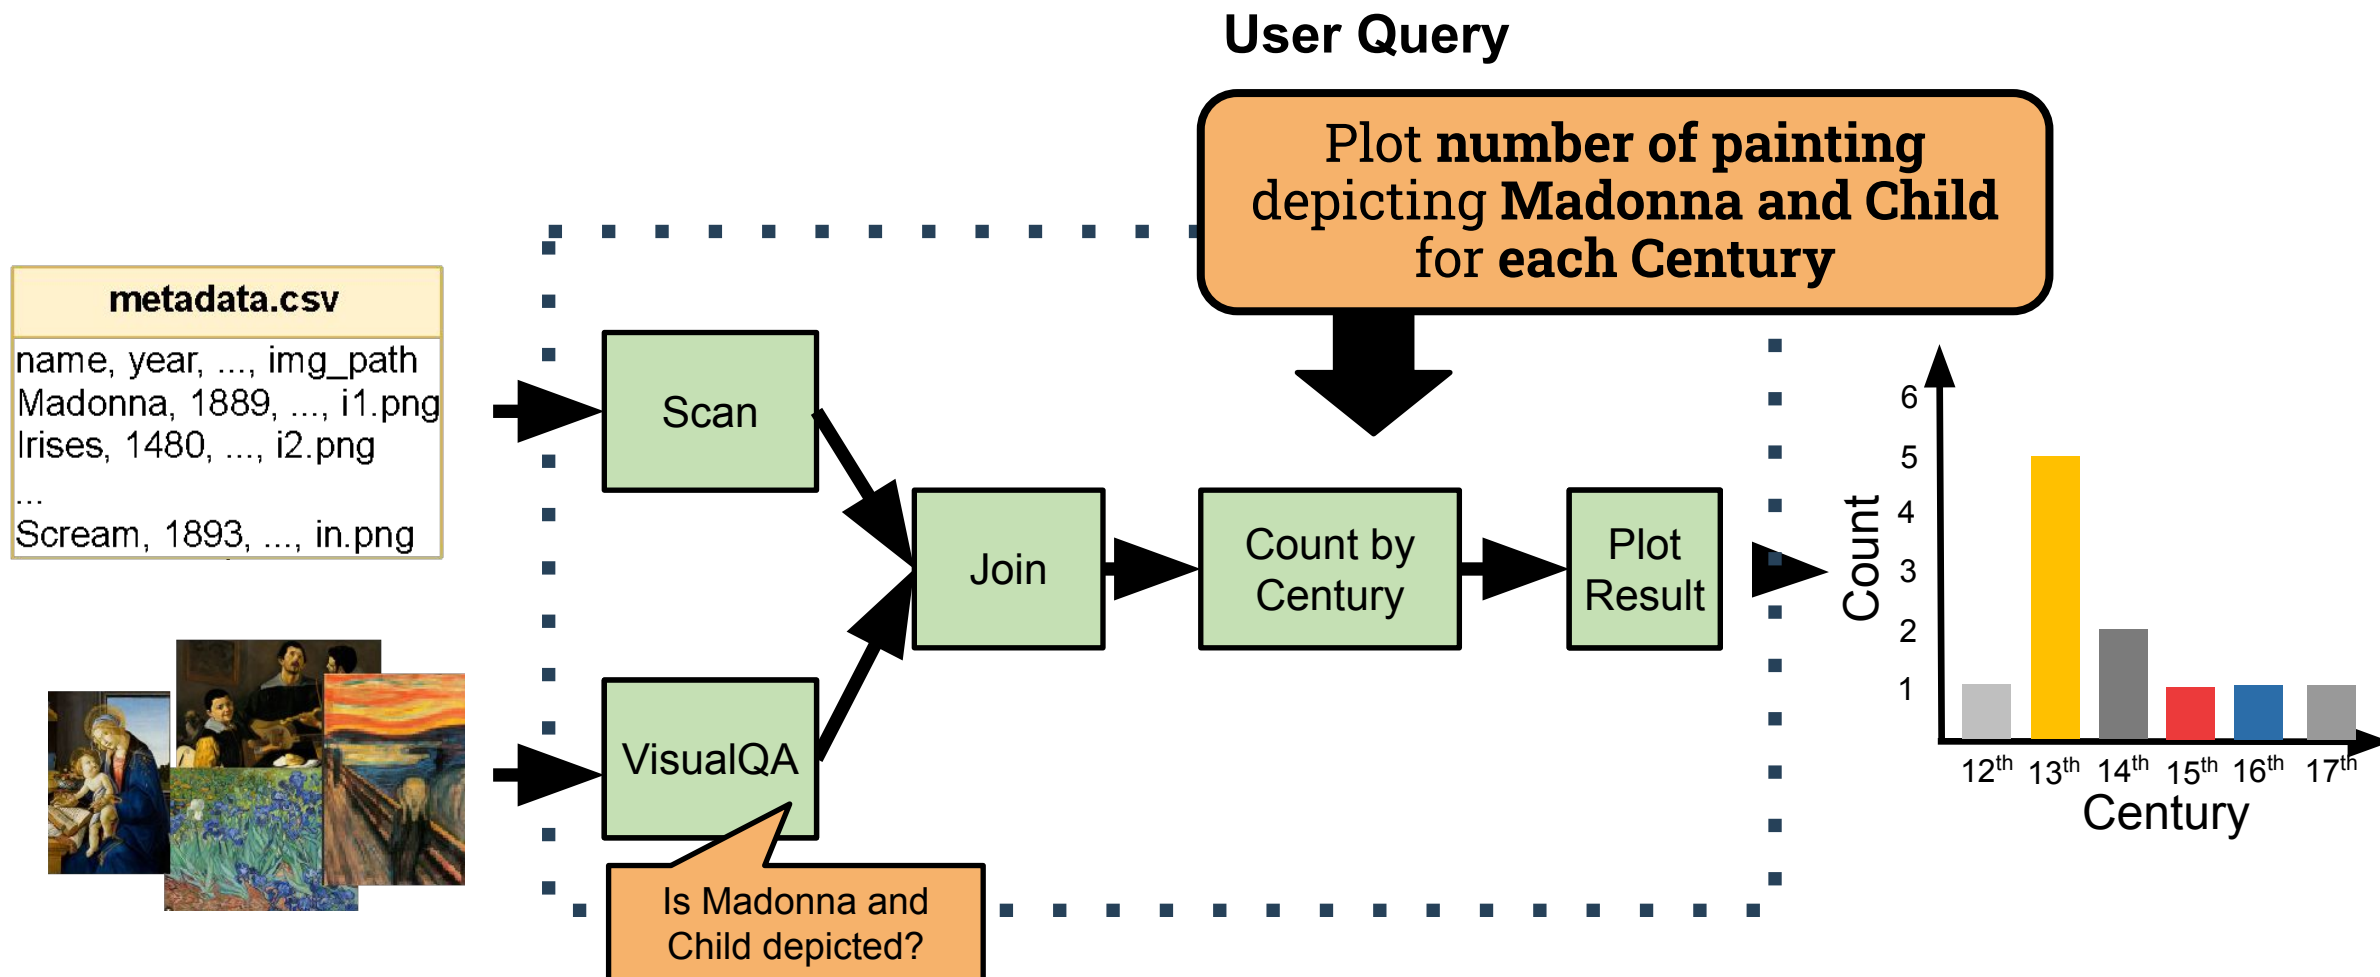 User Query
Plot number of painting
depicting Madonna and Child
for each Century
metadata.csv
name, year, ..., img_path
Madonna, 1889, ..., i1.png
Irises, 1480, ..., i2.png
...
Scream, 1893, ..., in.png
Scan
VisualQA
Is Madonna and
Child depicted?
Join
Count by
Century
Plot
Result
Count
6
5
4
3
2
1
12th 13th 14th 15th 16th 17th
Century